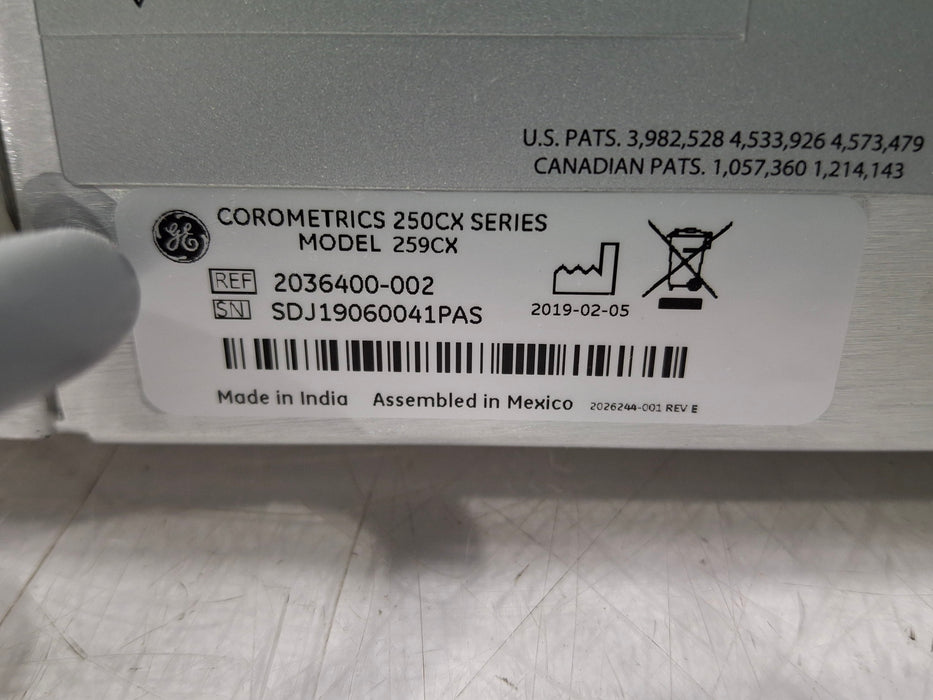 U.S. PATS. 3,982,528 4,533,926 4,573,479
CANADIAN PATS. 1,057,360 1,214,143
GE
COROMETRICS 250CX SERIES
MODEL 259CX
REF 2036400-002
SN SDJ19060041PAS
2019-02-05
Made in India Assembled in Mexico 2026244-001 REV E